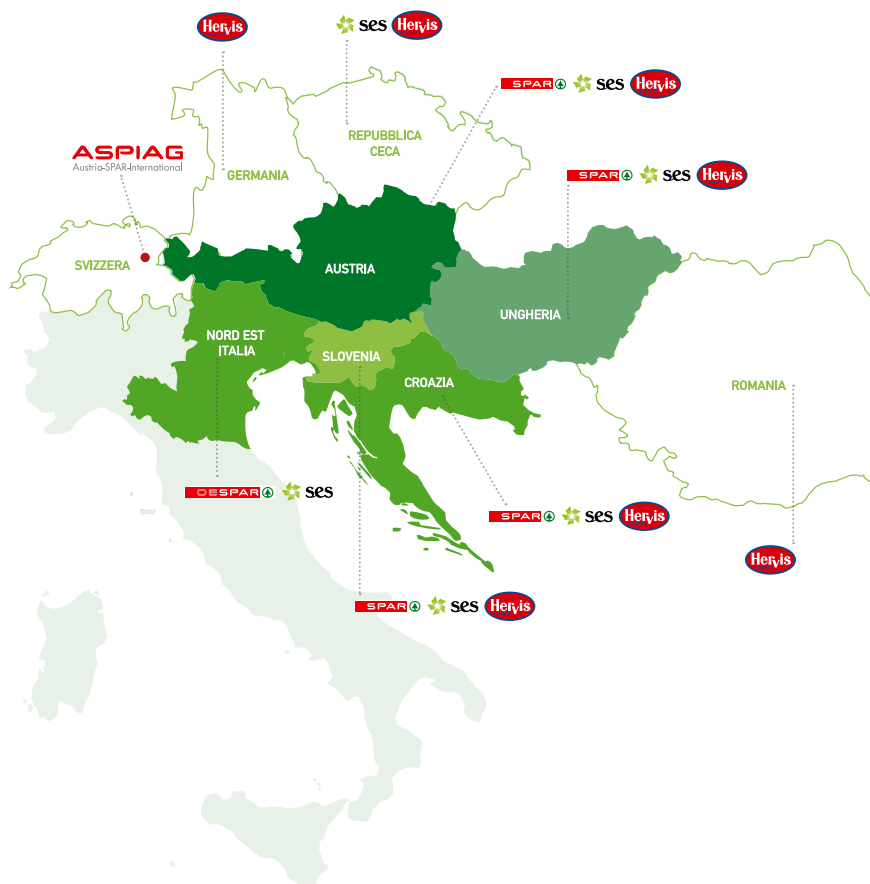 Hervis
ses Hervis
SPAR ses Hervis
REPUBBLICA
CECA
ASPIAG
Austria-SPAR-International
GERMANIA
SPAR ses Hervis
SVIZZERA
AUSTRIA
UNGHERIA
NORD EST
ITALIA
SLOVENIA
CROAZIA
ROMANIA
DESPAR ses
SPAR ses Hervis
Hervis
SPAR ses Hervis